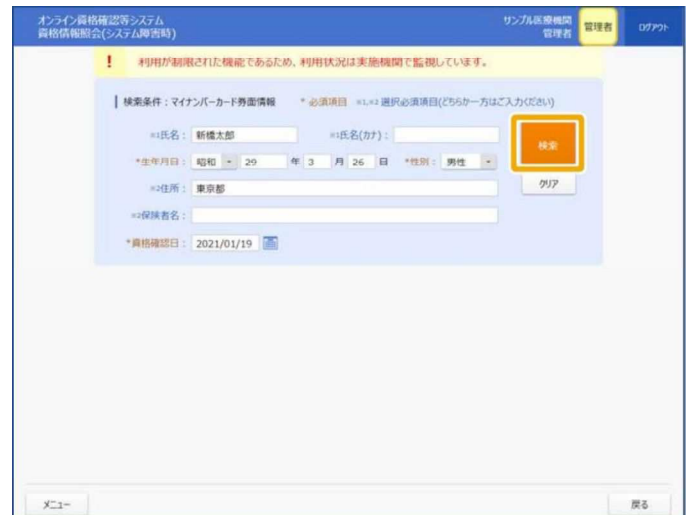 オンライン資格確認等システム
資格情報照会(システム障害時)
サンプル医療機関
管理者
管理者
ログアウト
! 利用が制限された機能であるため、利用状況は実施機関で監視しています。
検索条件：マイナンバーカード券面情報 * 必須項目 ※1,※2 選択必須項目(どちらか一方はご入力ください)
※1氏名： 新橋太郎 ※1氏名(カナ)：
検索
*生年月日： 昭和 29 年 3 月 26 日 *性別： 男性
クリア
※2住所： 東京都
※2保険者名：
*資格確認日： 2021/01/19
メニュー 戻る